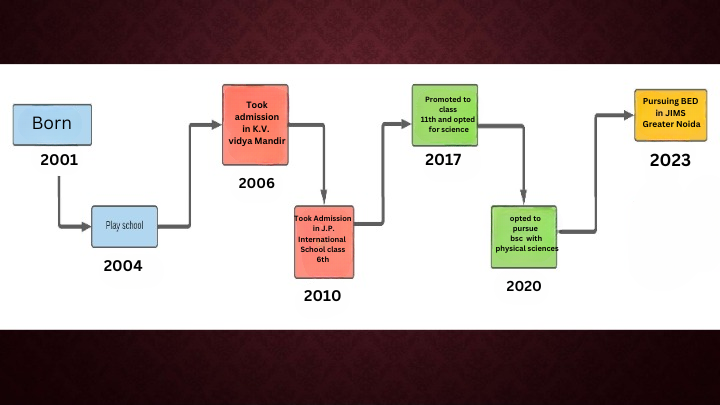 Born
2001
Play school
2004
Took
admission
in K.V.
vidya Mandir
2006
Took Admission
in J.P.
International
School class
6th
2010
Promoted to
class
11th and opted
for science
2017
opted to
pursue
bsc with
physical sciences
2020
Pursuing BED
in JIMS
Greater Noida
2023